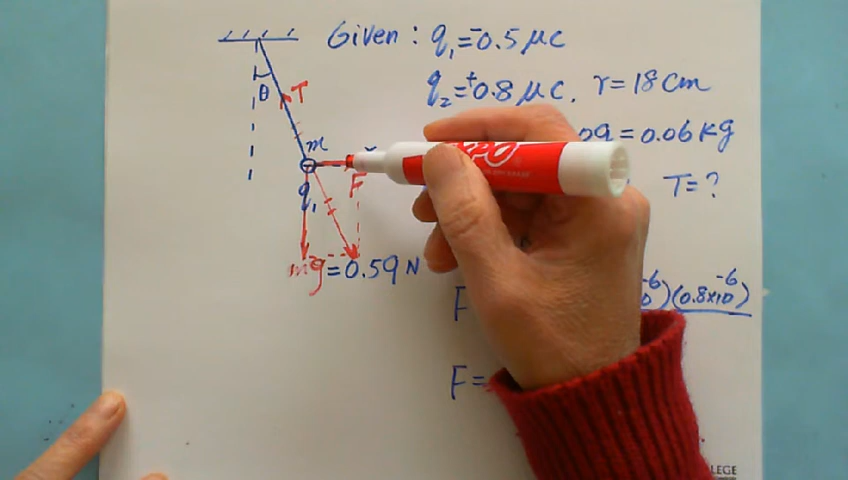 Given : q₁=-0.5 μC
q₂=+0.8 μC. r=18 cm
θ
T
m
=0.06 kg
q₁
F
T=?
mg=0.59 N
F
)(0.8×10⁻⁶)
F=
LEGE